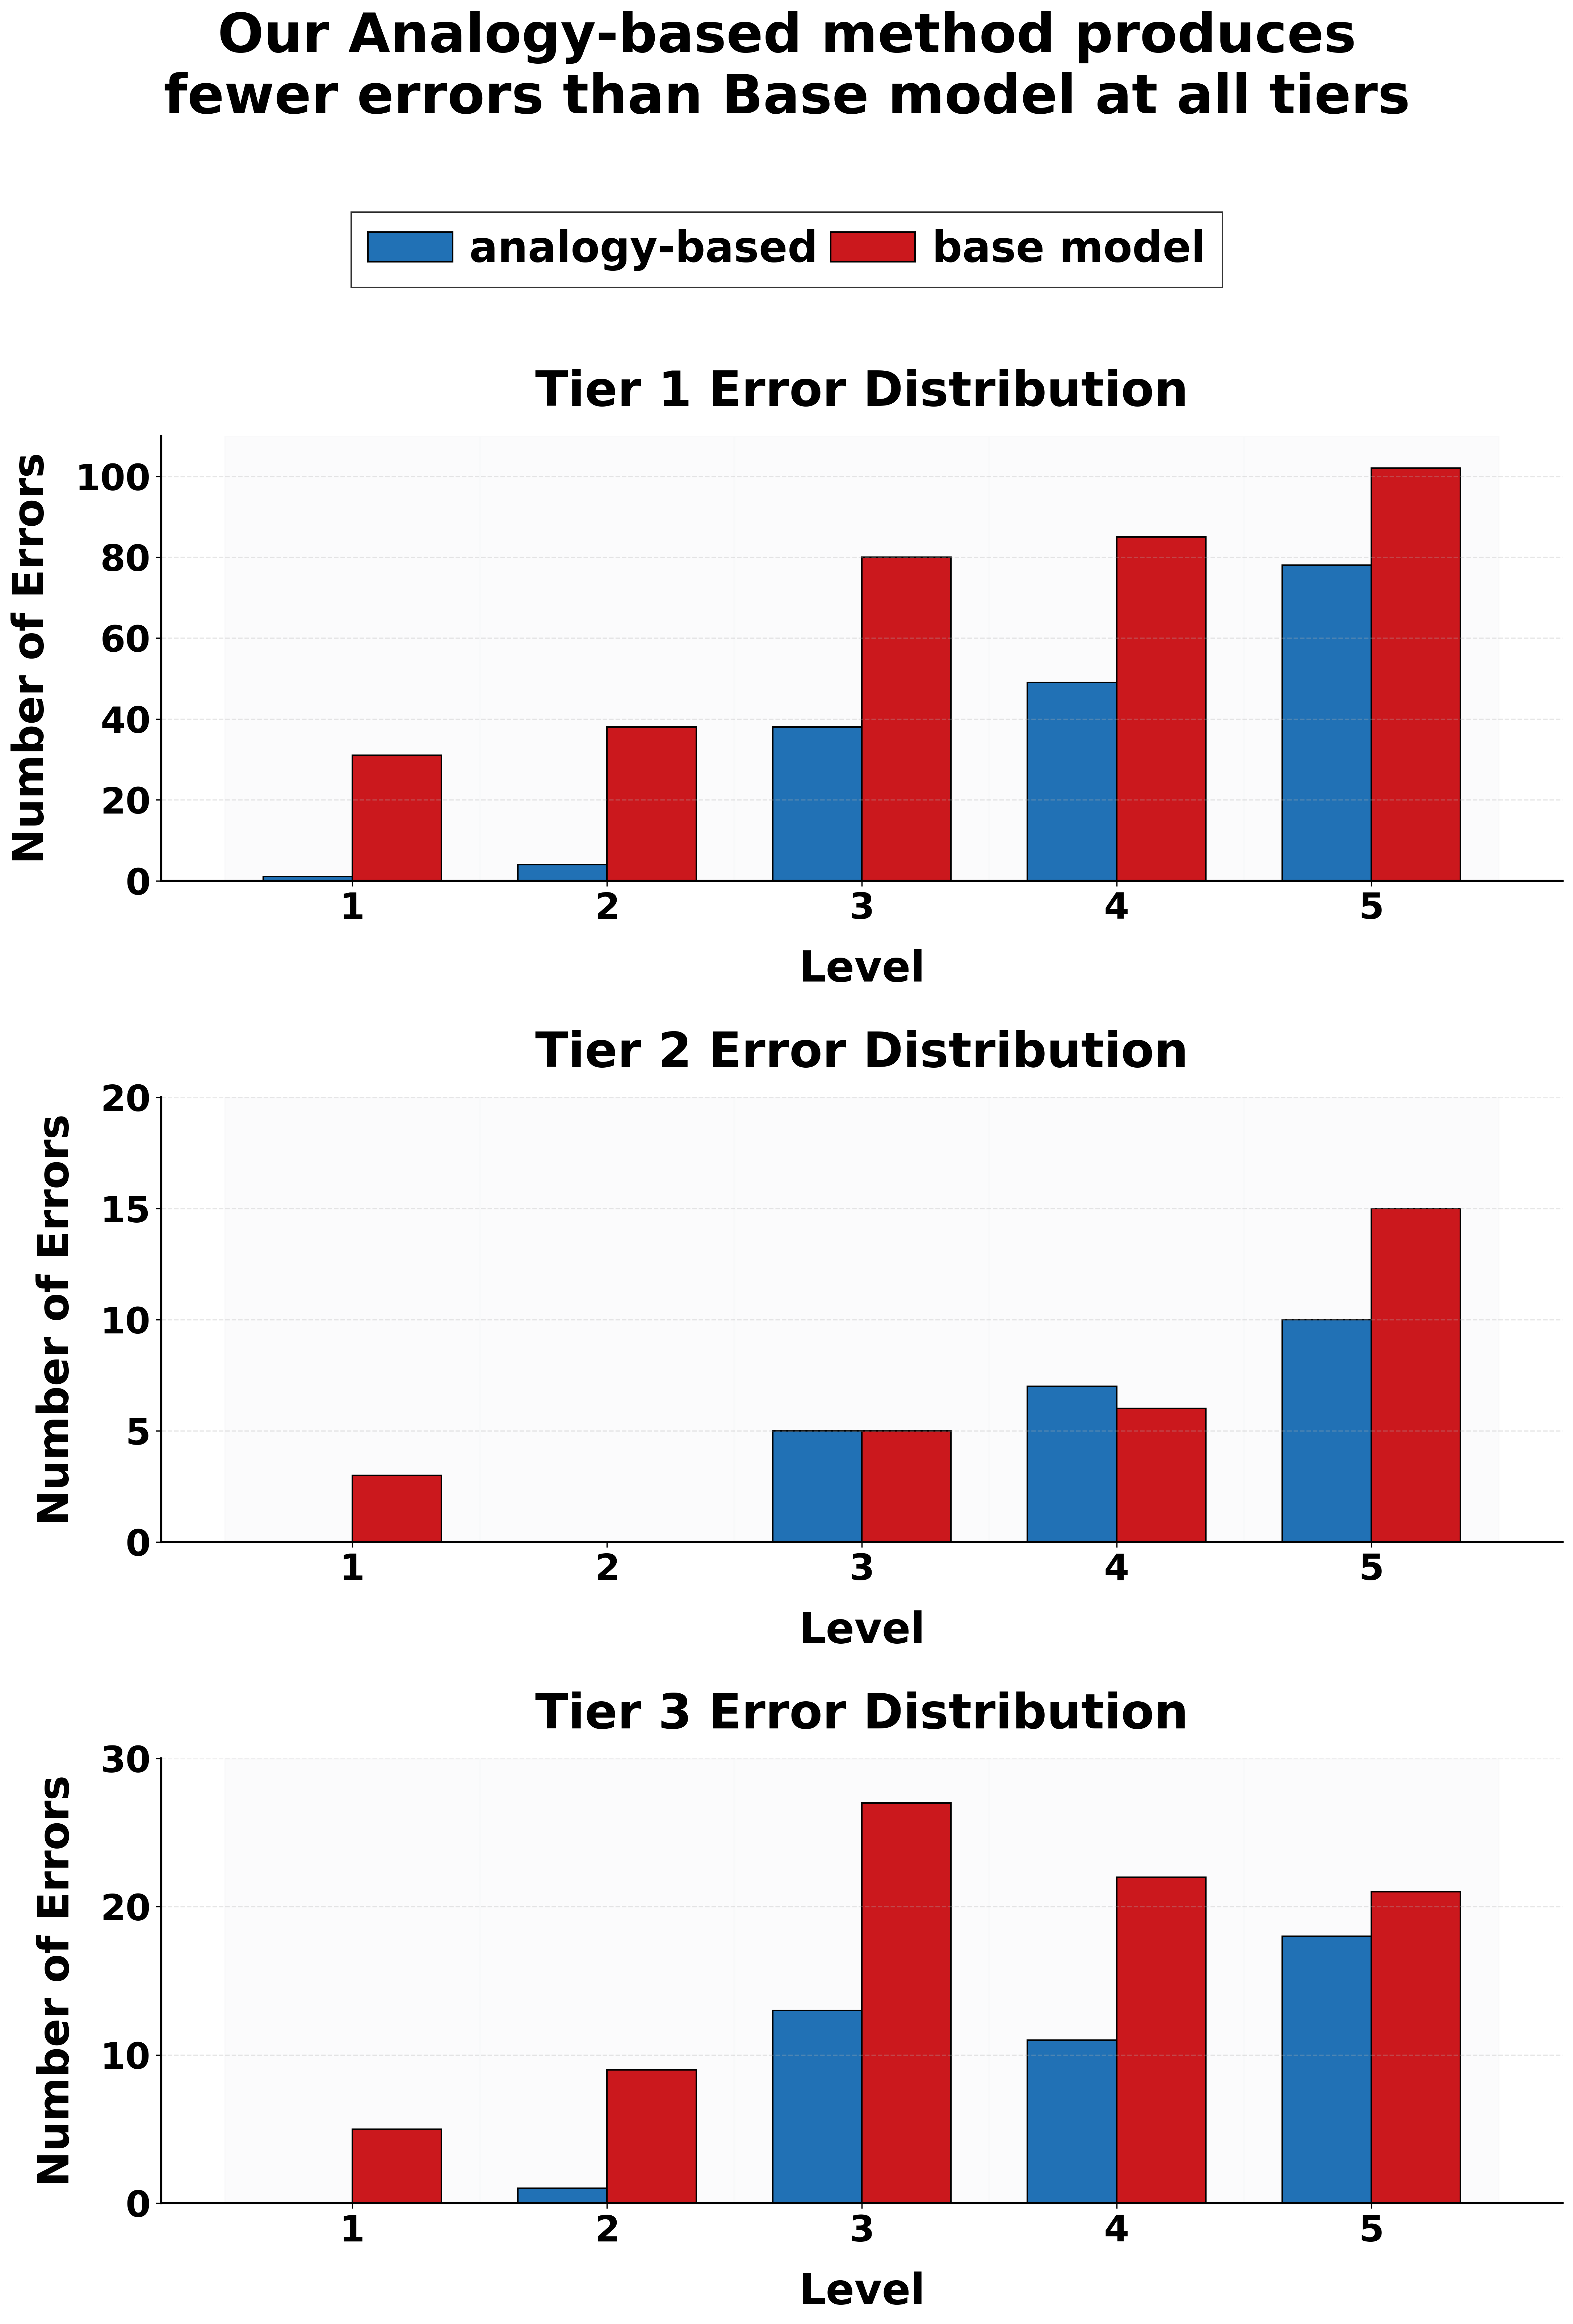 Our Analogy-based method produces
fewer errors than Base model at all tiers
analogy-based base model
Tier 1 Error Distribution
Number of Errors
100
80
60
40
20
0
1 2 3 4 5
Level
Tier 2 Error Distribution
Number of Errors
20
15
10
5
0
1 2 3 4 5
Level
Tier 3 Error Distribution
Number of Errors
30
20
10
0
1 2 3 4 5
Level